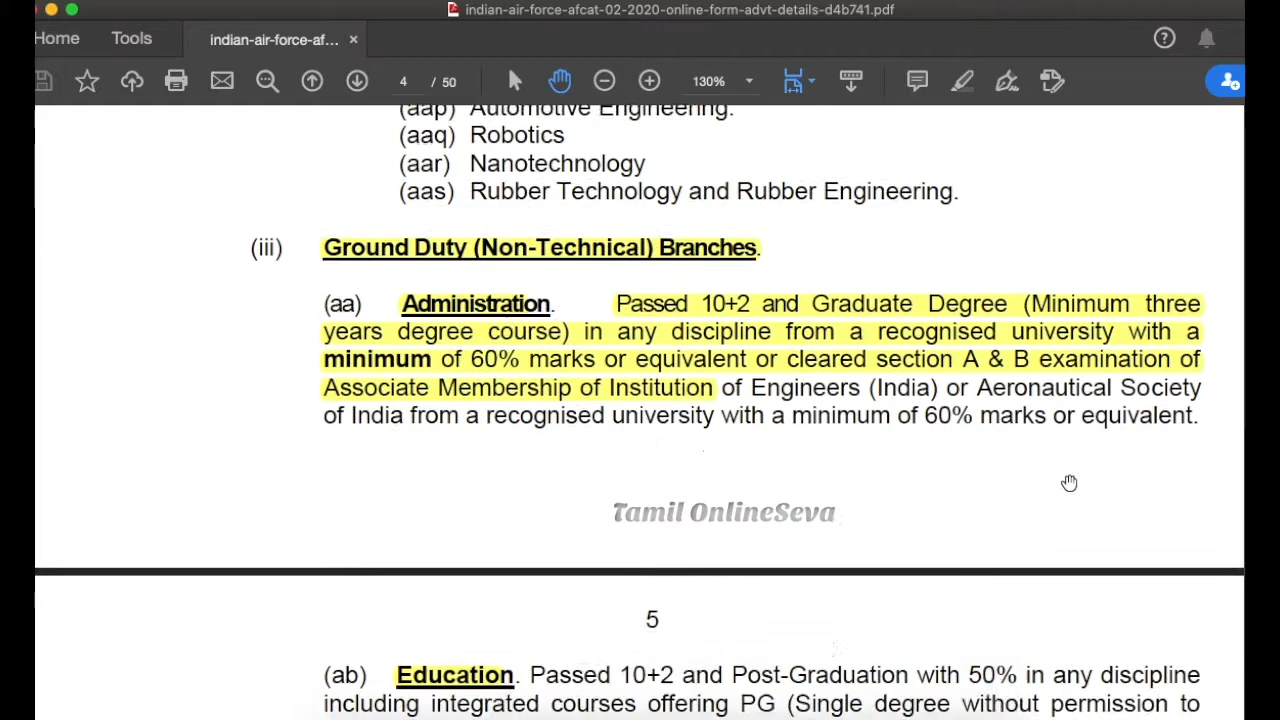 indian-air-force-afcat-02-2020-online-form-advt-details-d4b741.pdf
Home Tools indian-air-force-af... ×
4 / 50 130%
(aap) Automotive Engineering.
(aaq) Robotics
(aar) Nanotechnology
(aas) Rubber Technology and Rubber Engineering.
(iii) Ground Duty (Non-Technical) Branches.
(aa) Administration. Passed 10+2 and Graduate Degree (Minimum three
years degree course) in any discipline from a recognised university with a
minimum of 60% marks or equivalent or cleared section A & B examination of
Associate Membership of Institution of Engineers (India) or Aeronautical Society
of India from a recognised university with a minimum of 60% marks or equivalent.
Tamil OnlineSeva
5
(ab) Education. Passed 10+2 and Post-Graduation with 50% in any discipline
including integrated courses offering PG (Single degree without permission to